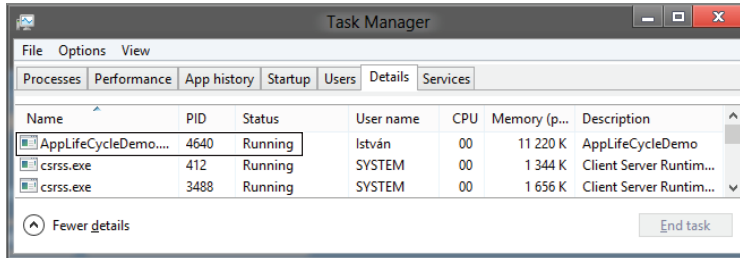 Task Manager
File Options View
Processes Performance App history Startup Users Details Services
Name PID Status User name CPU Memory (p... Description
AppLifeCycleDemo.... 4640 Running István 00 11 220 K AppLifeCycleDemo
csrss.exe 412 Running SYSTEM 00 1 344 K Client Server Runtim...
csrss.exe 3488 Running SYSTEM 00 1 656 K Client Server Runtim...
Fewer details End task